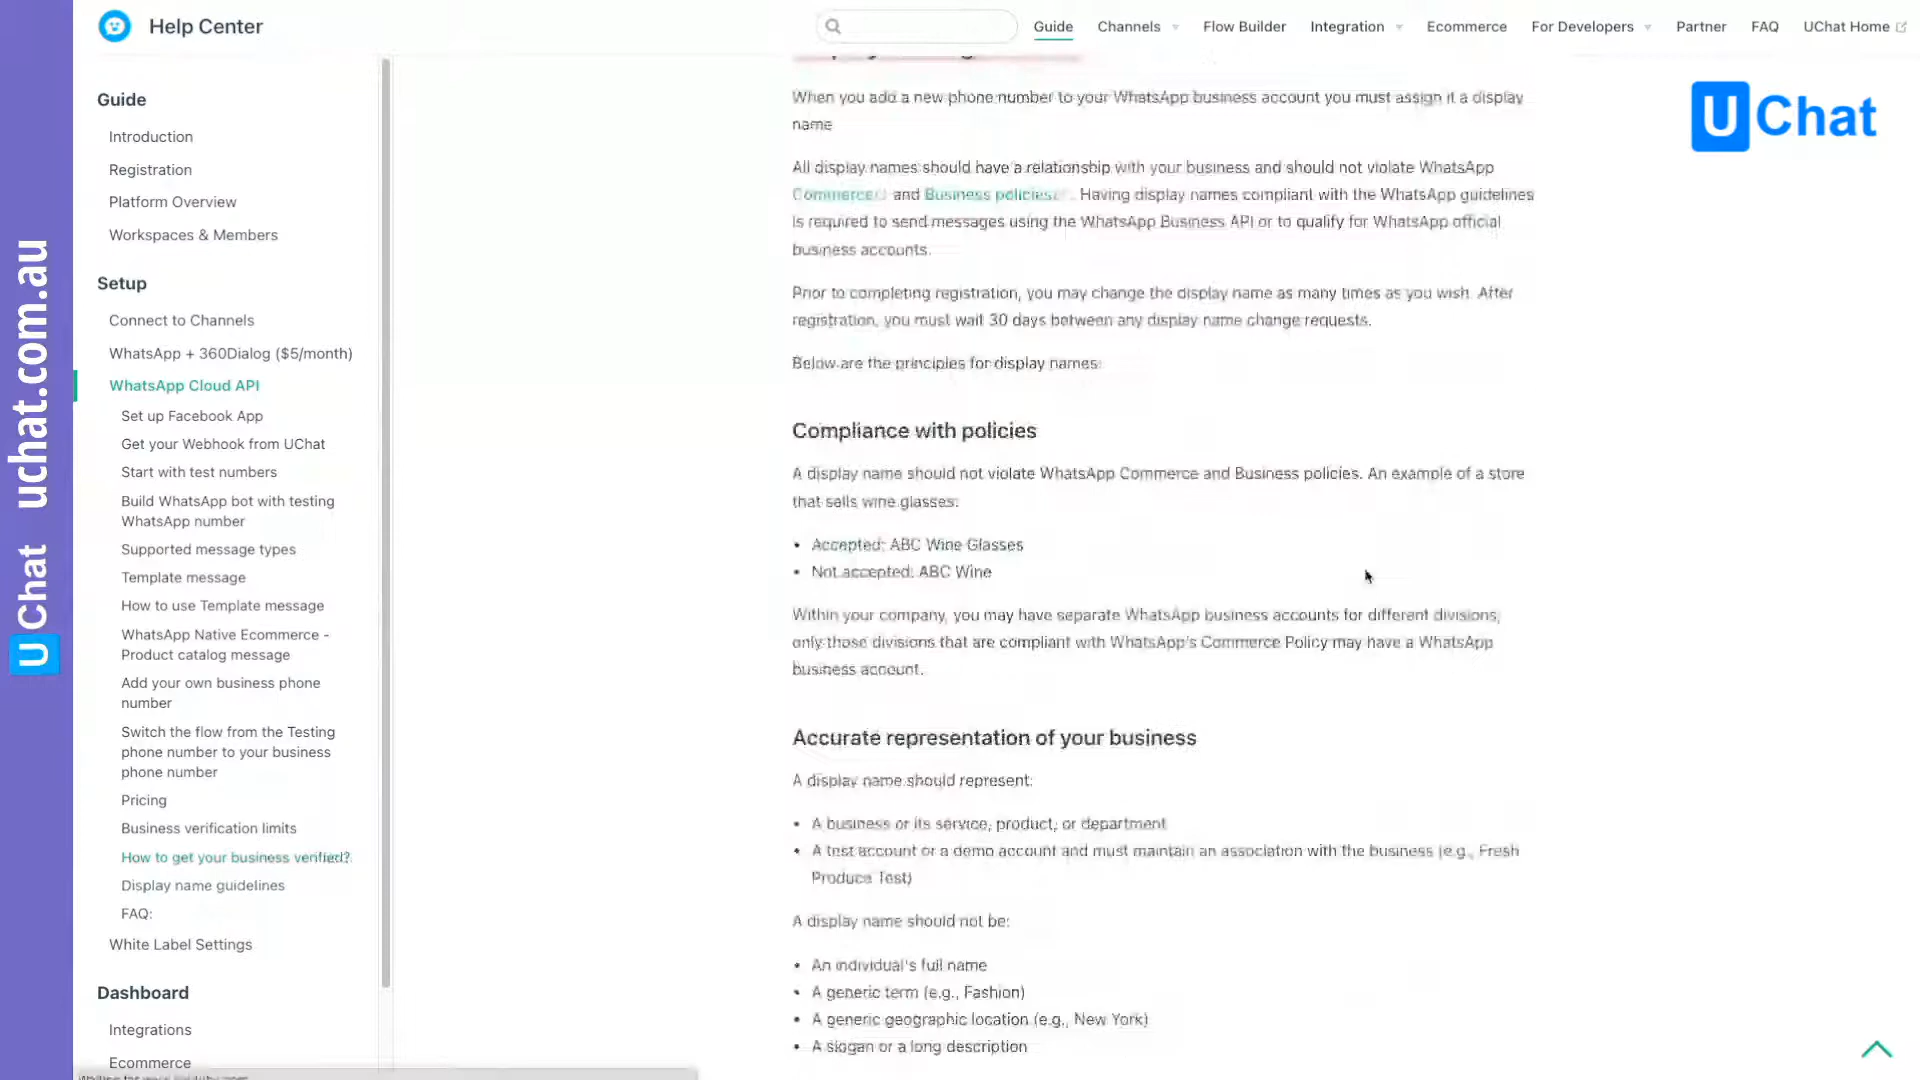 Help Center
Guide
Channels
Flow Builder
Integration
Ecommerce
For Developers
Partner
FAQ
UChat Home
UChat
UChat uchat.com.au
Guide
Introduction
Registration
Platform Overview
Workspaces & Members
Setup
Connect to Channels
WhatsApp + 360Dialog ($5/month)
WhatsApp Cloud API
Set up Facebook App
Get your Webhook from UChat
Start with test numbers
Build WhatsApp bot with testing
WhatsApp number
Supported message types
Template message
How to use Template message
WhatsApp Native Ecommerce -
Product catalog message
Add your own business phone
number
Switch the flow from the Testing
phone number to your business
phone number
Pricing
Business verification limits
How to get your business verified?
Display name guidelines
FAQ:
White Label Settings
Dashboard
Integrations
Ecommerce
When you add a new phone number to your WhatsApp business account you must assign it a display
name
All display names should have a relationship with your business and should not violate WhatsApp
Commerce and Business policies . Having display names compliant with the WhatsApp guidelines
is required to send messages using the WhatsApp Business API or to qualify for WhatsApp official
business accounts.
Prior to completing registration, you may change the display name as many times as you wish. After
registration, you must wait 30 days between any display name change requests.
Below are the principles for display names:
Compliance with policies
A display name should not violate WhatsApp Commerce and Business policies. An example of a store
that sells wine glasses:
• Accepted: ABC Wine Glasses
• Not accepted: ABC Wine
Within your company, you may have separate WhatsApp business accounts for different divisions;
only those divisions that are compliant with WhatsApp's Commerce Policy may have a WhatsApp
business account.
Accurate representation of your business
A display name should represent:
• A business or its service, product, or department
• A test account or a demo account and must maintain an association with the business (e.g., Fresh
Produce Test)
A display name should not be:
• An individual's full name
• A generic term (e.g., Fashion)
• A generic geographic location (e.g., New York)
• A slogan or a long description